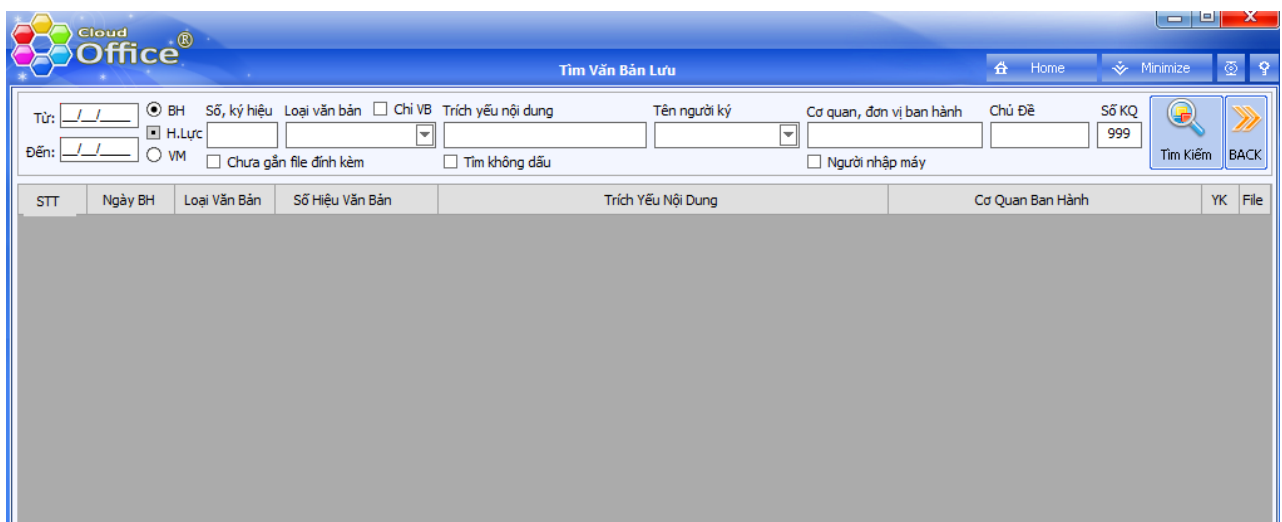 Cloud
Office®
Tìm Văn Bản Lưu
Home
Minimize
Từ: __/__/____
BH
Số, ký hiệu
Loại văn bản
Chi VB
Trích yếu nội dung
Tên người ký
Cơ quan, đơn vị ban hành
Chủ Đề
Số KQ
H.Lực
999
Đến: __/__/____
VM
Chưa gắn file đính kèm
Tìm không dấu
Người nhập máy
Tìm Kiếm
BACK
STT
Ngày BH
Loại Văn Bản
Số Hiệu Văn Bản
Trích Yếu Nội Dung
Cơ Quan Ban Hành
YK
File